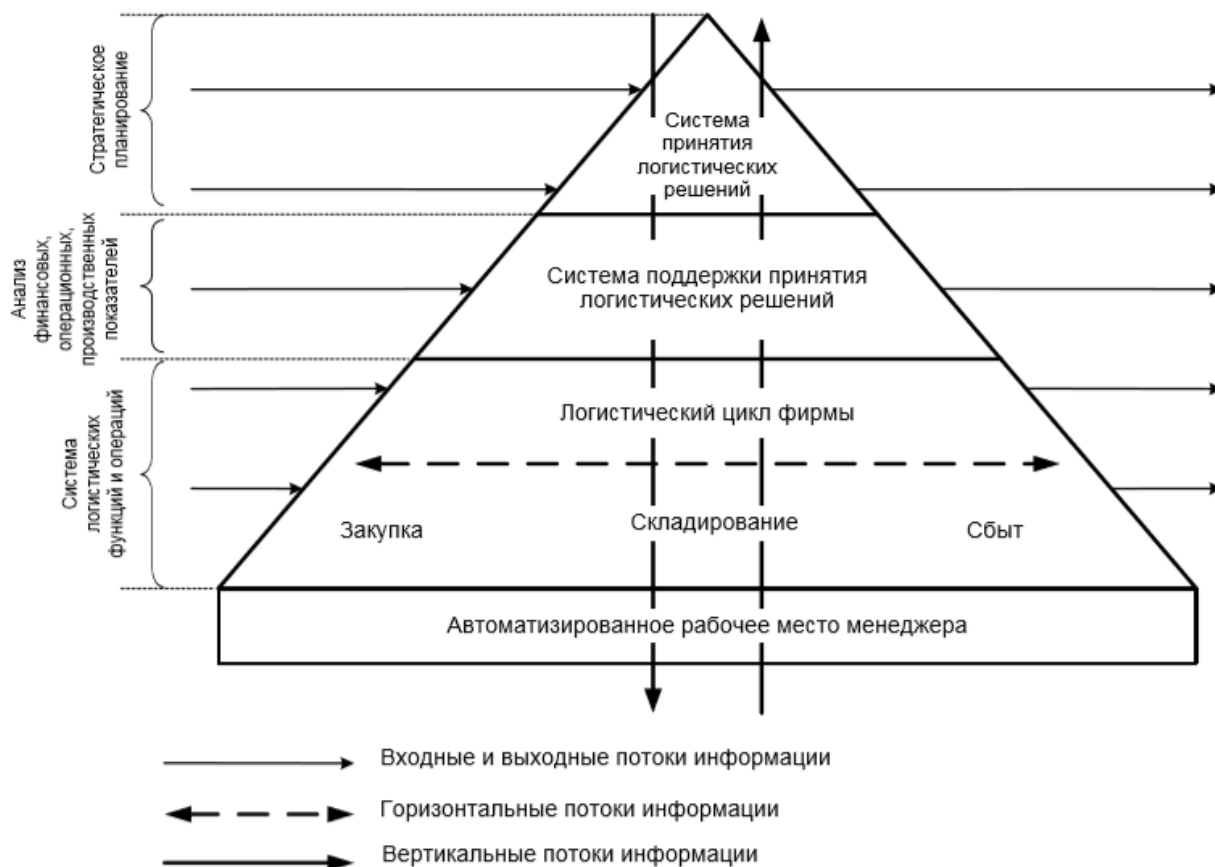 Стратегическое
планирование
Система
принятия
логистических
решений
Анализ
финансовых,
операционных,
производственных
показателей
Система поддержки принятия
логистических решений
Система
логистических
функций и операций
Логистический цикл фирмы
Закупка
Складирование
Сбыт
Автоматизированное рабочее место менеджера
Входные и выходные потоки информации
Горизонтальные потоки информации
Вертикальные потоки информации